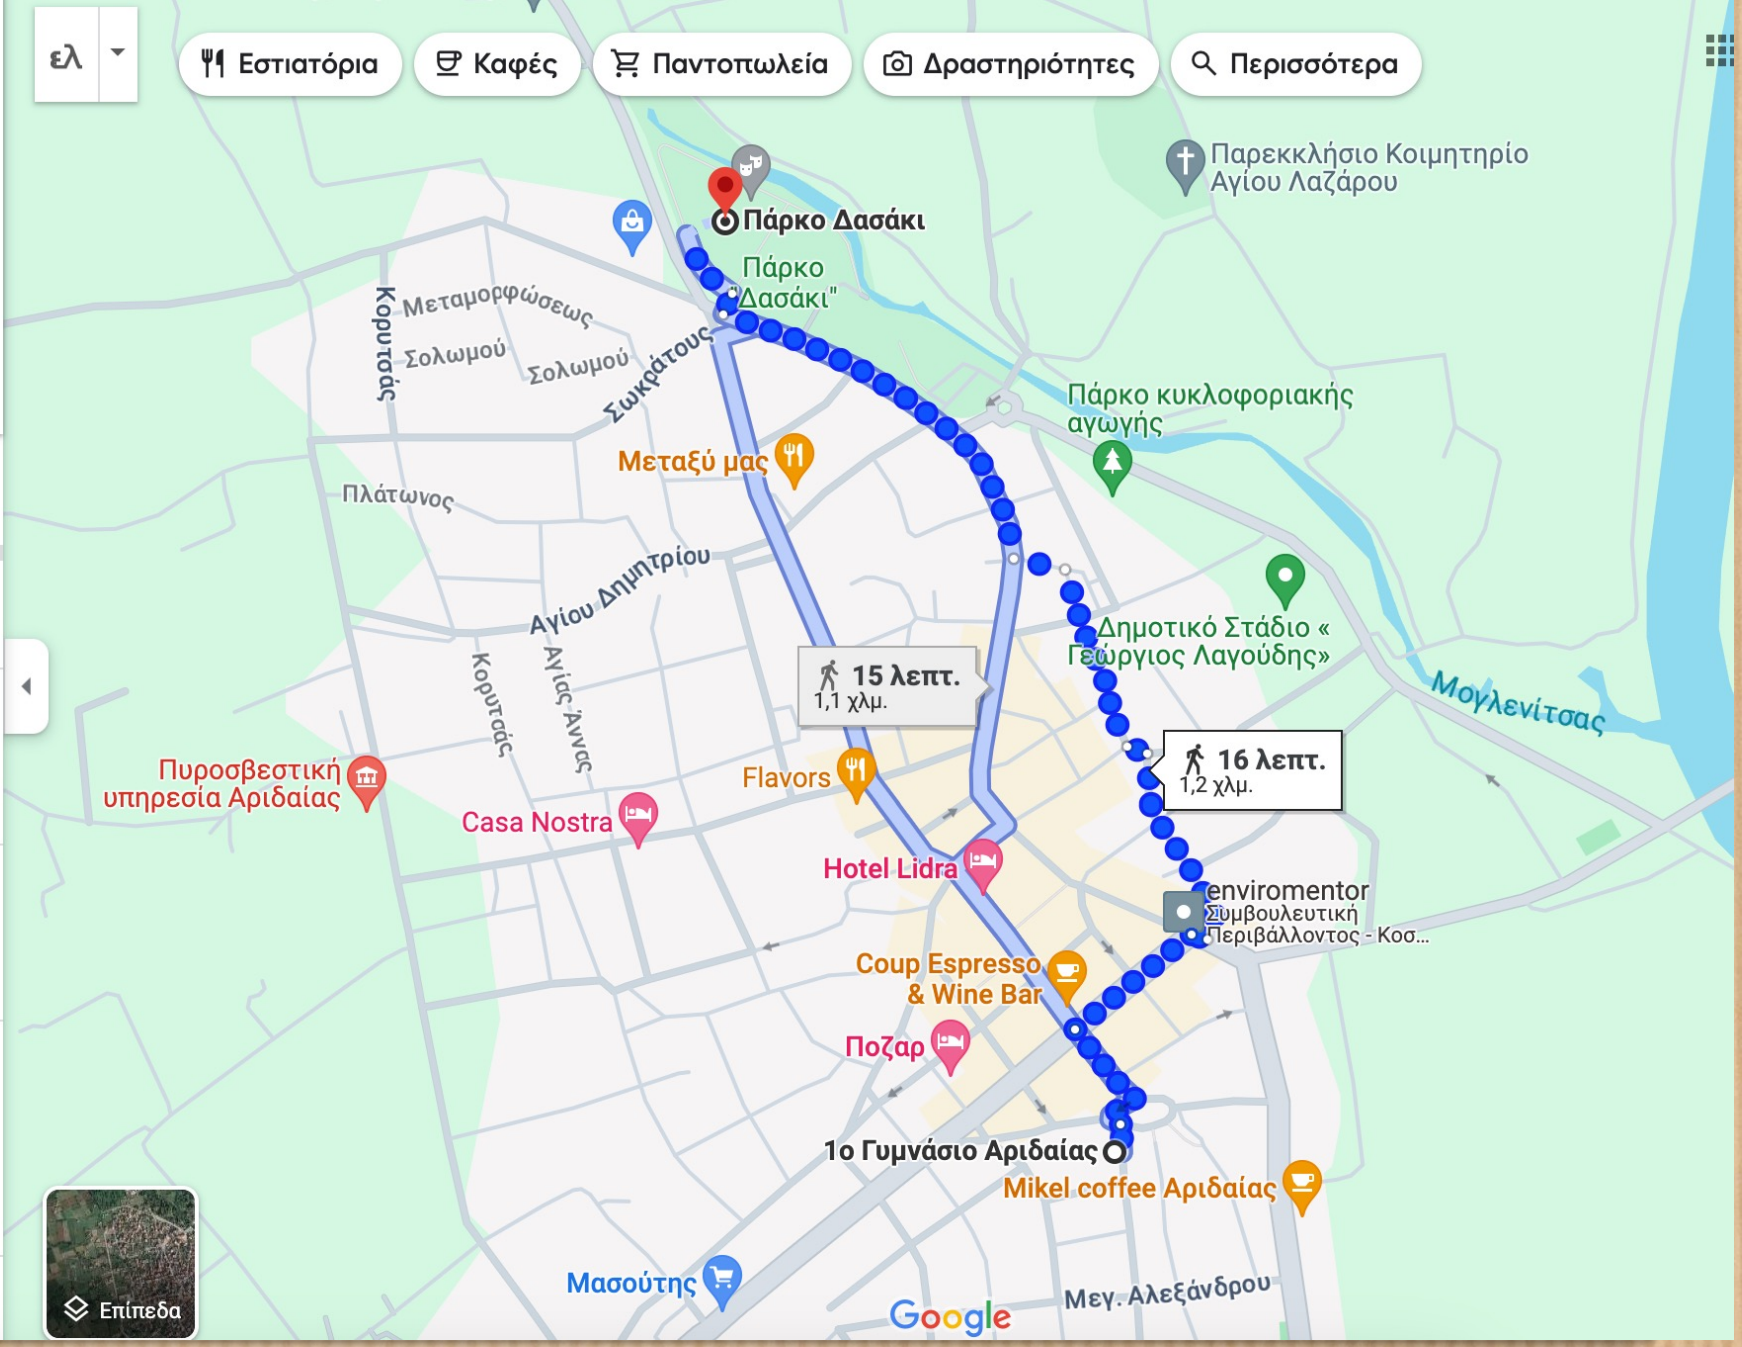 ελ
Εστιατόρια
Καφές
Παντοπωλεία
Δραστηριότητες
Περισσότερα
Παρεκκλήσιο Κοιμητηρίο
Αγίου Λαζάρου
Πάρκο Δασάκι
Πάρκο
"Δασάκι"
Κορυτσάς
Μεταμορφώσεως
Σολωμού
Σολωμού
Σωκράτους
Πάρκο κυκλοφοριακής
αγωγής
Μεταξύ μας
Πλάτωνος
Αγίου Δημητρίου
Δημοτικό Στάδιο «
Γεώργιος Λαγούδης»
Κορυτσάς
Αγίας Άννας
15 λεπτ.
1,1 χλμ.
Μογλενίτσας
16 λεπτ.
1,2 χλμ.
Πυροσβεστική
υπηρεσία Αριδαίας
Flavors
Casa Nostra
Hotel Lidra
enviromentor
Συμβουλευτική
Περιβάλλοντος - Κοσ...
Coup Espresso
& Wine Bar
Ποζαρ
1ο Γυμνάσιο Αριδαίας
Mikel coffee Αριδαίας
Μασούτης
Μεγ. Αλεξάνδρου
Επίπεδα
Google